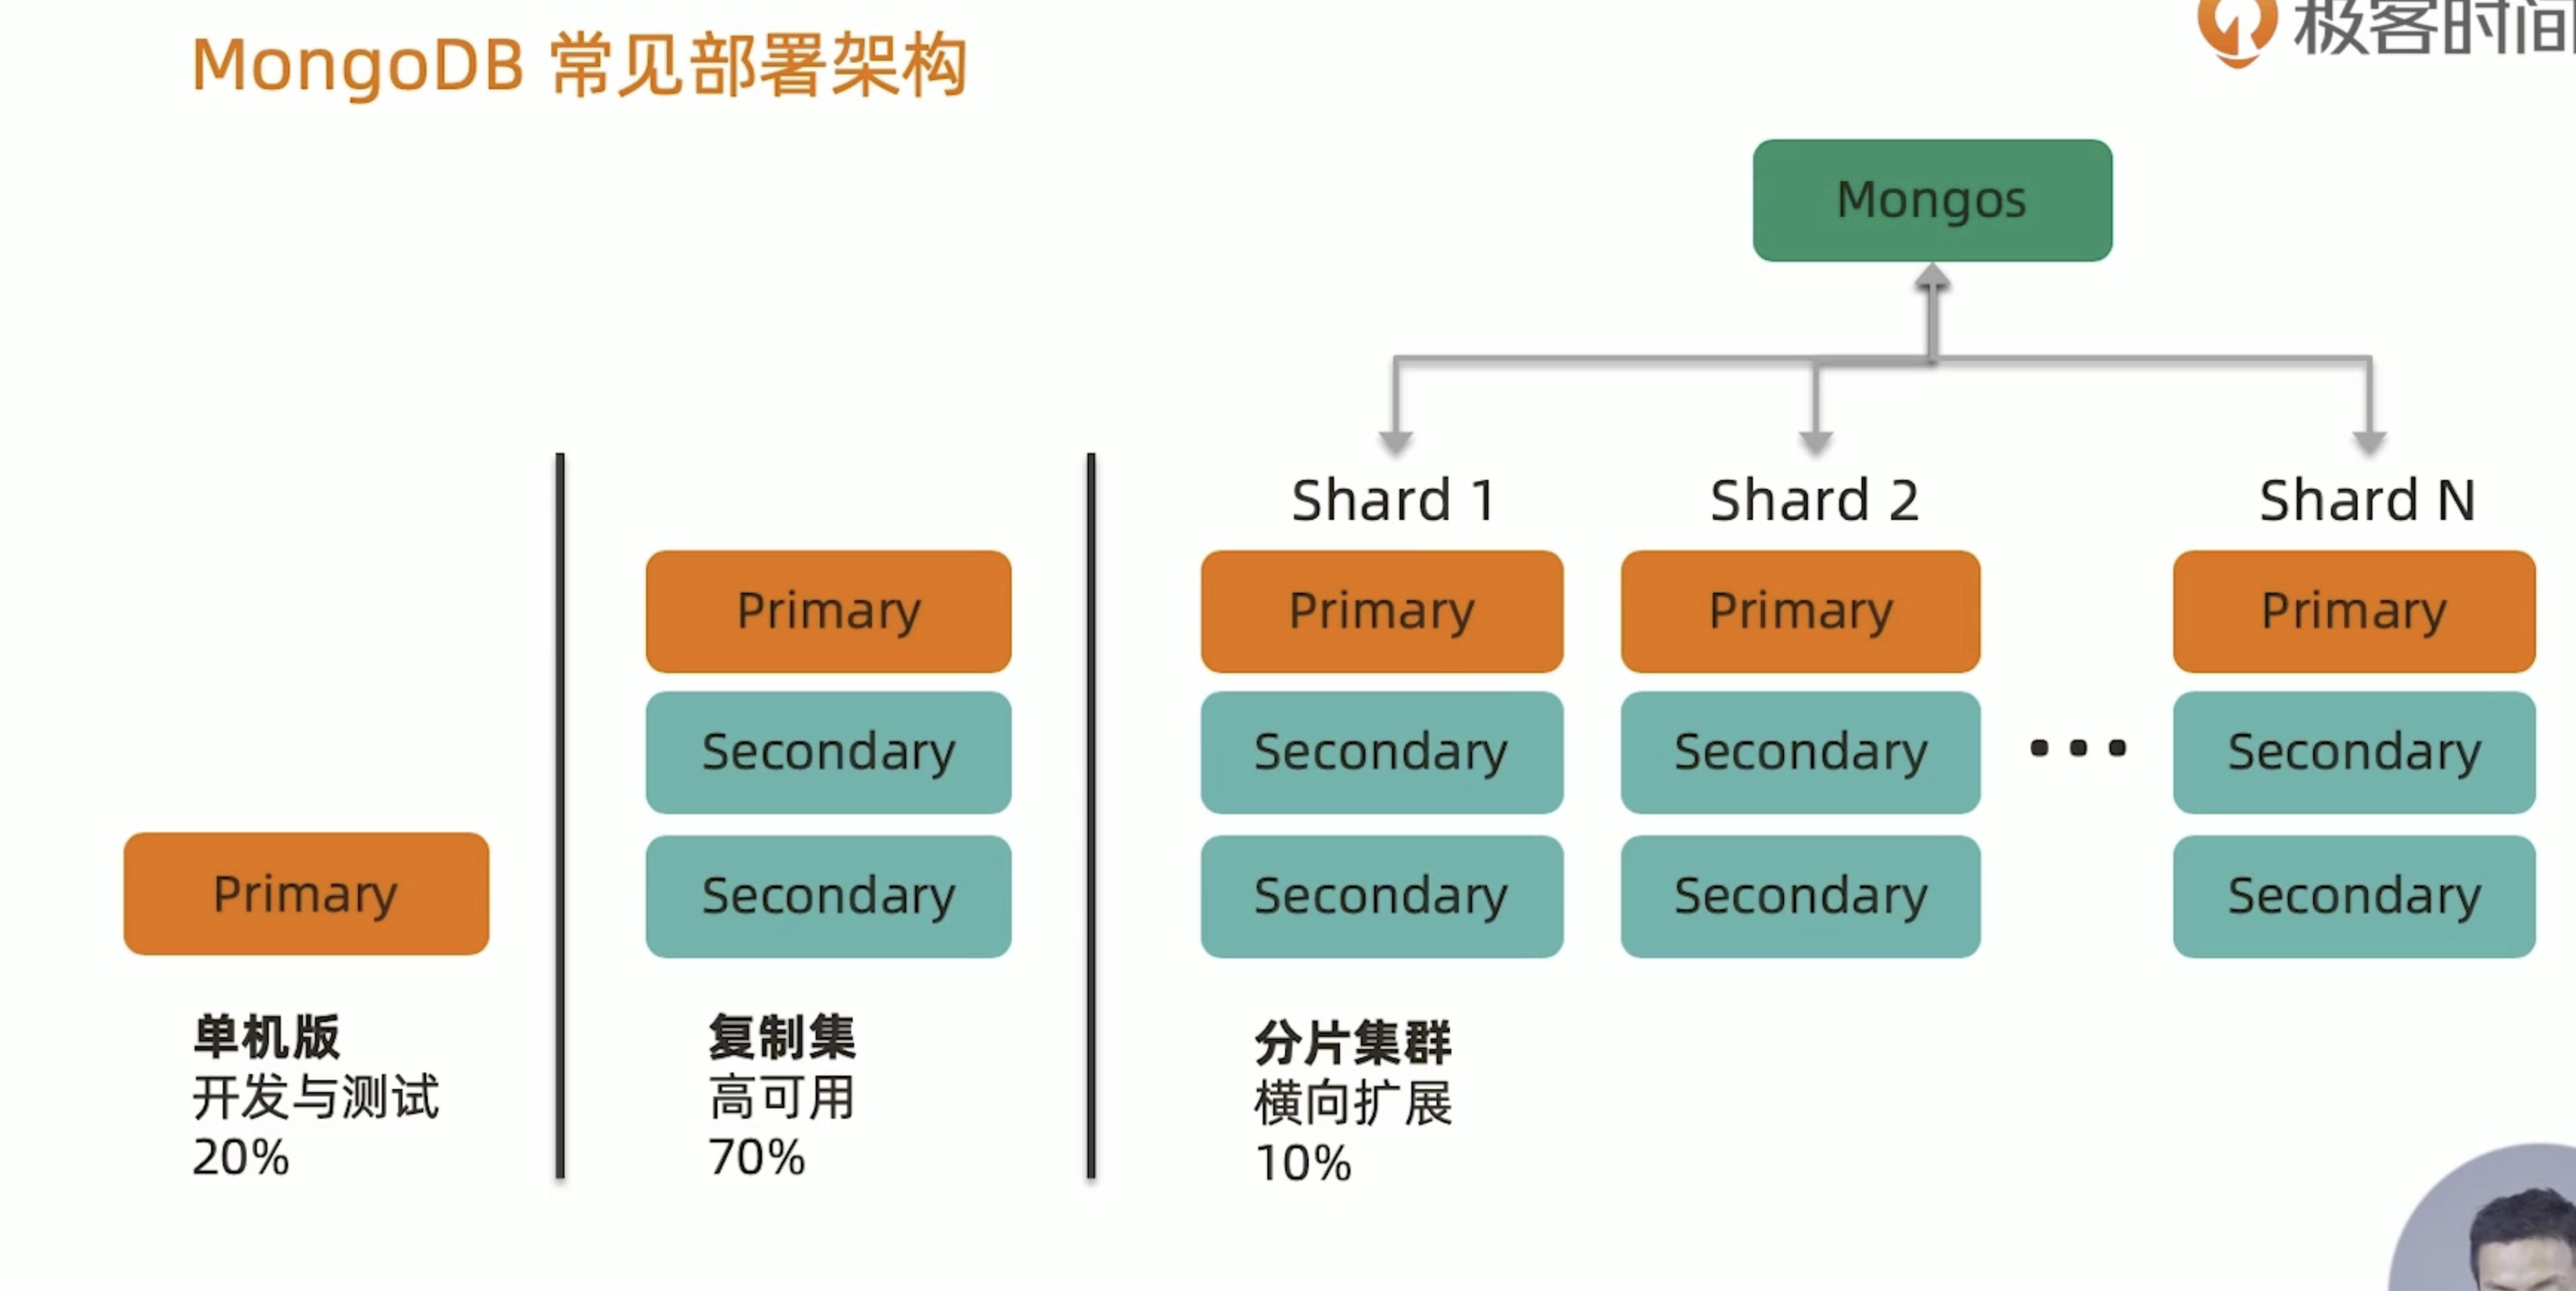 MongoDB 常见部署架构
极客时间
Mongos
Shard 1
Shard 2
Shard N
Primary
Primary
Primary
Primary
Secondary
Secondary
Secondary
Secondary
Primary
Secondary
Secondary
Secondary
Secondary
单机版
开发与测试
20%
复制集
高可用
70%
分片集群
横向扩展
10%